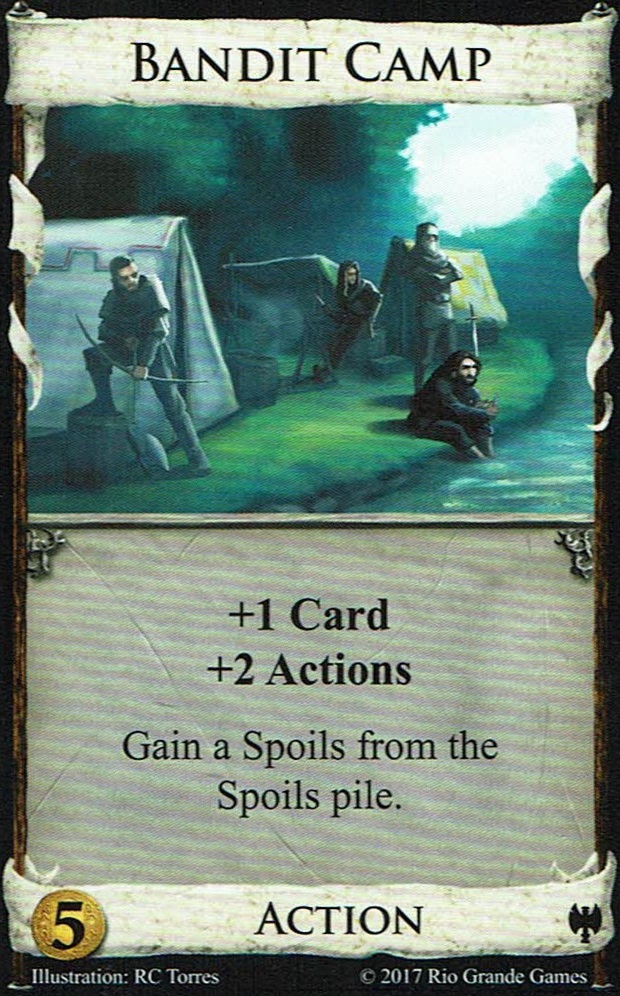 BANDIT CAMP
+1 Card
+2 Actions
Gain a Spoils from the
Spoils pile.
5 ACTION
Illustration: RC Torres © 2017 Rio Grande Games